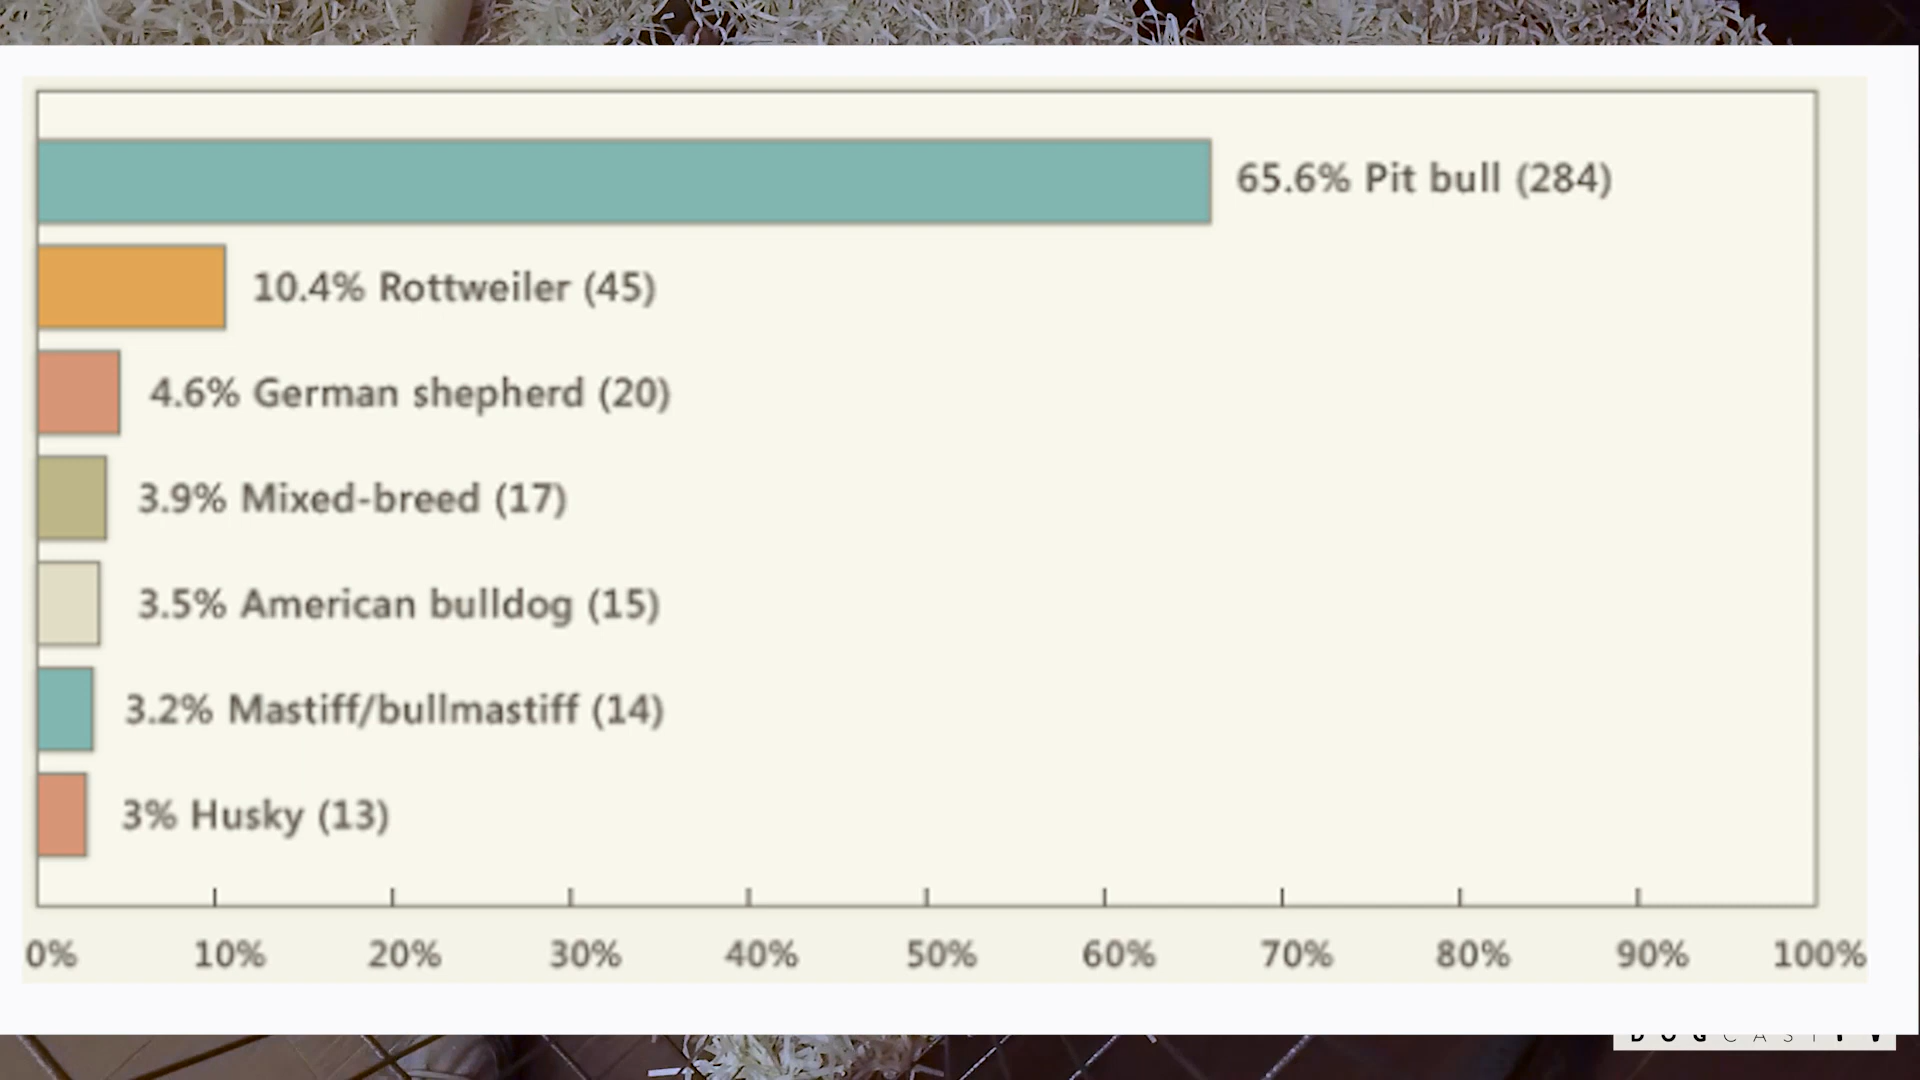 65.6% Pit bull (284)
10.4% Rottweiler (45)
4.6% German shepherd (20)
3.9% Mixed-breed (17)
3.5% American bulldog (15)
3.2% Mastiff/bullmastiff (14)
3% Husky (13)
0% 10% 20% 30% 40% 50% 60% 70% 80% 90% 100%
DOGCASTTV